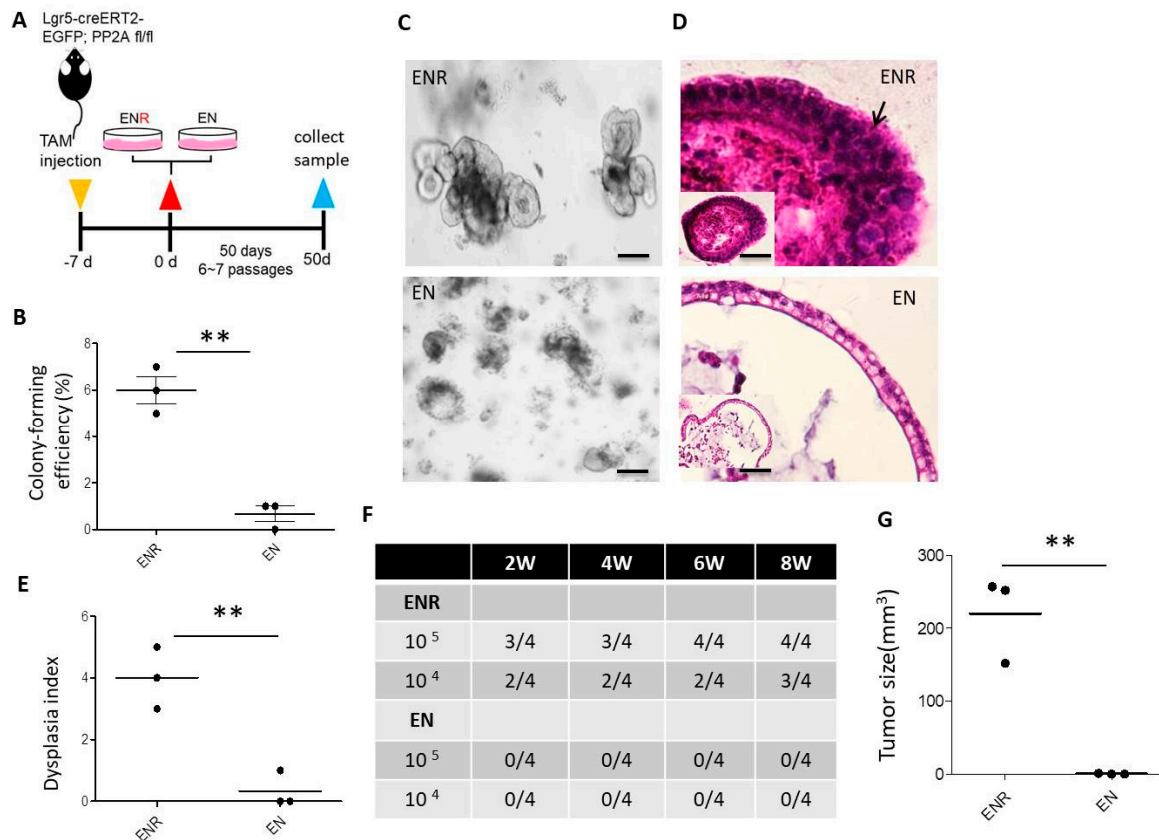 A
Lgr5-creERT2-
EGFP; PP2A fl/fl
TAM
injection
ENR
EN
collect
sample
-7 d
0 d
50 days
6~7 passages
50d
B
**
Colony-forming
efficiency (%)
8
6
4
2
0
ENR
EN
C
ENR
EN
D
ENR
EN
E
**
Dysplasia index
6
4
2
0
ENR
EN
F
2W 4W 6W 8W
ENR
10 5 3/4 3/4 4/4 4/4
10 4 2/4 2/4 2/4 3/4
EN
10 5 0/4 0/4 0/4 0/4
10 4 0/4 0/4 0/4 0/4
G
**
Tumor size(mm3)
300
200
100
0
ENR
EN